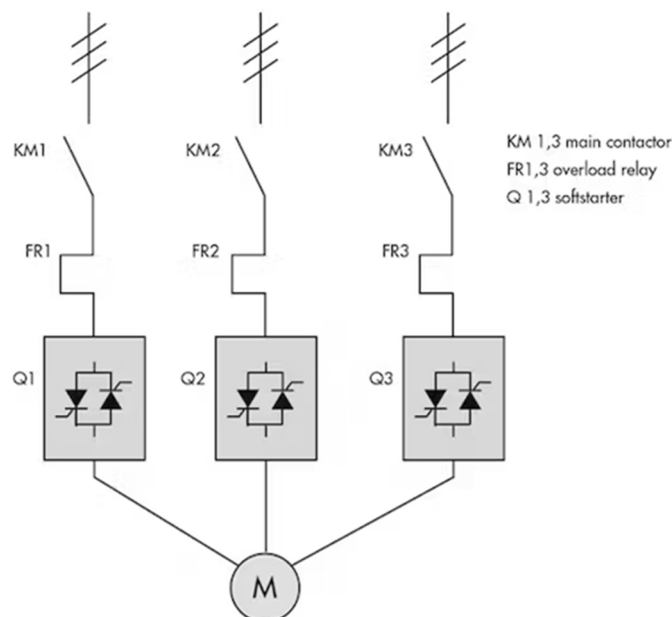 KM1
KM2
KM3
KM 1,3 main contactor
FR1,3 overload relay
Q 1,3 softstarter
FR1
FR2
FR3
Q1
Q2
Q3
M